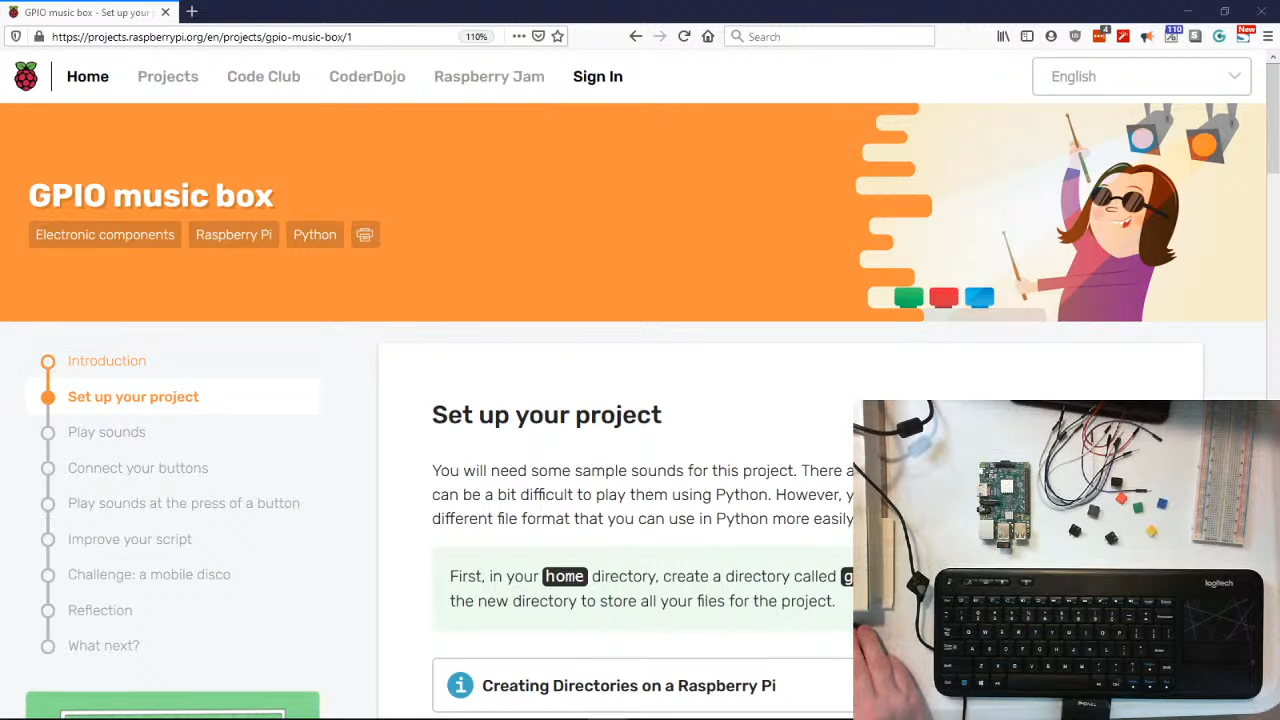 GPIO music box - Set up your
https://projects.raspberrypi.org/en/projects/gpio-music-box/1
110%
Search
4
110
New
Home
Projects
Code Club
CoderDojo
Raspberry Jam
Sign In
English
GPIO music box
Electronic components
Raspberry Pi
Python
Introduction
Set up your project
Play sounds
Connect your buttons
Play sounds at the press of a button
Improve your script
Challenge: a mobile disco
Reflection
What next?
Set up your project
You will need some sample sounds for this project. There a
can be a bit difficult to play them using Python. However, y
different file format that you can use in Python more easily
First, in your home directory, create a directory called g
the new directory to store all your files for the project.
Creating Directories on a Raspberry Pi
logitech